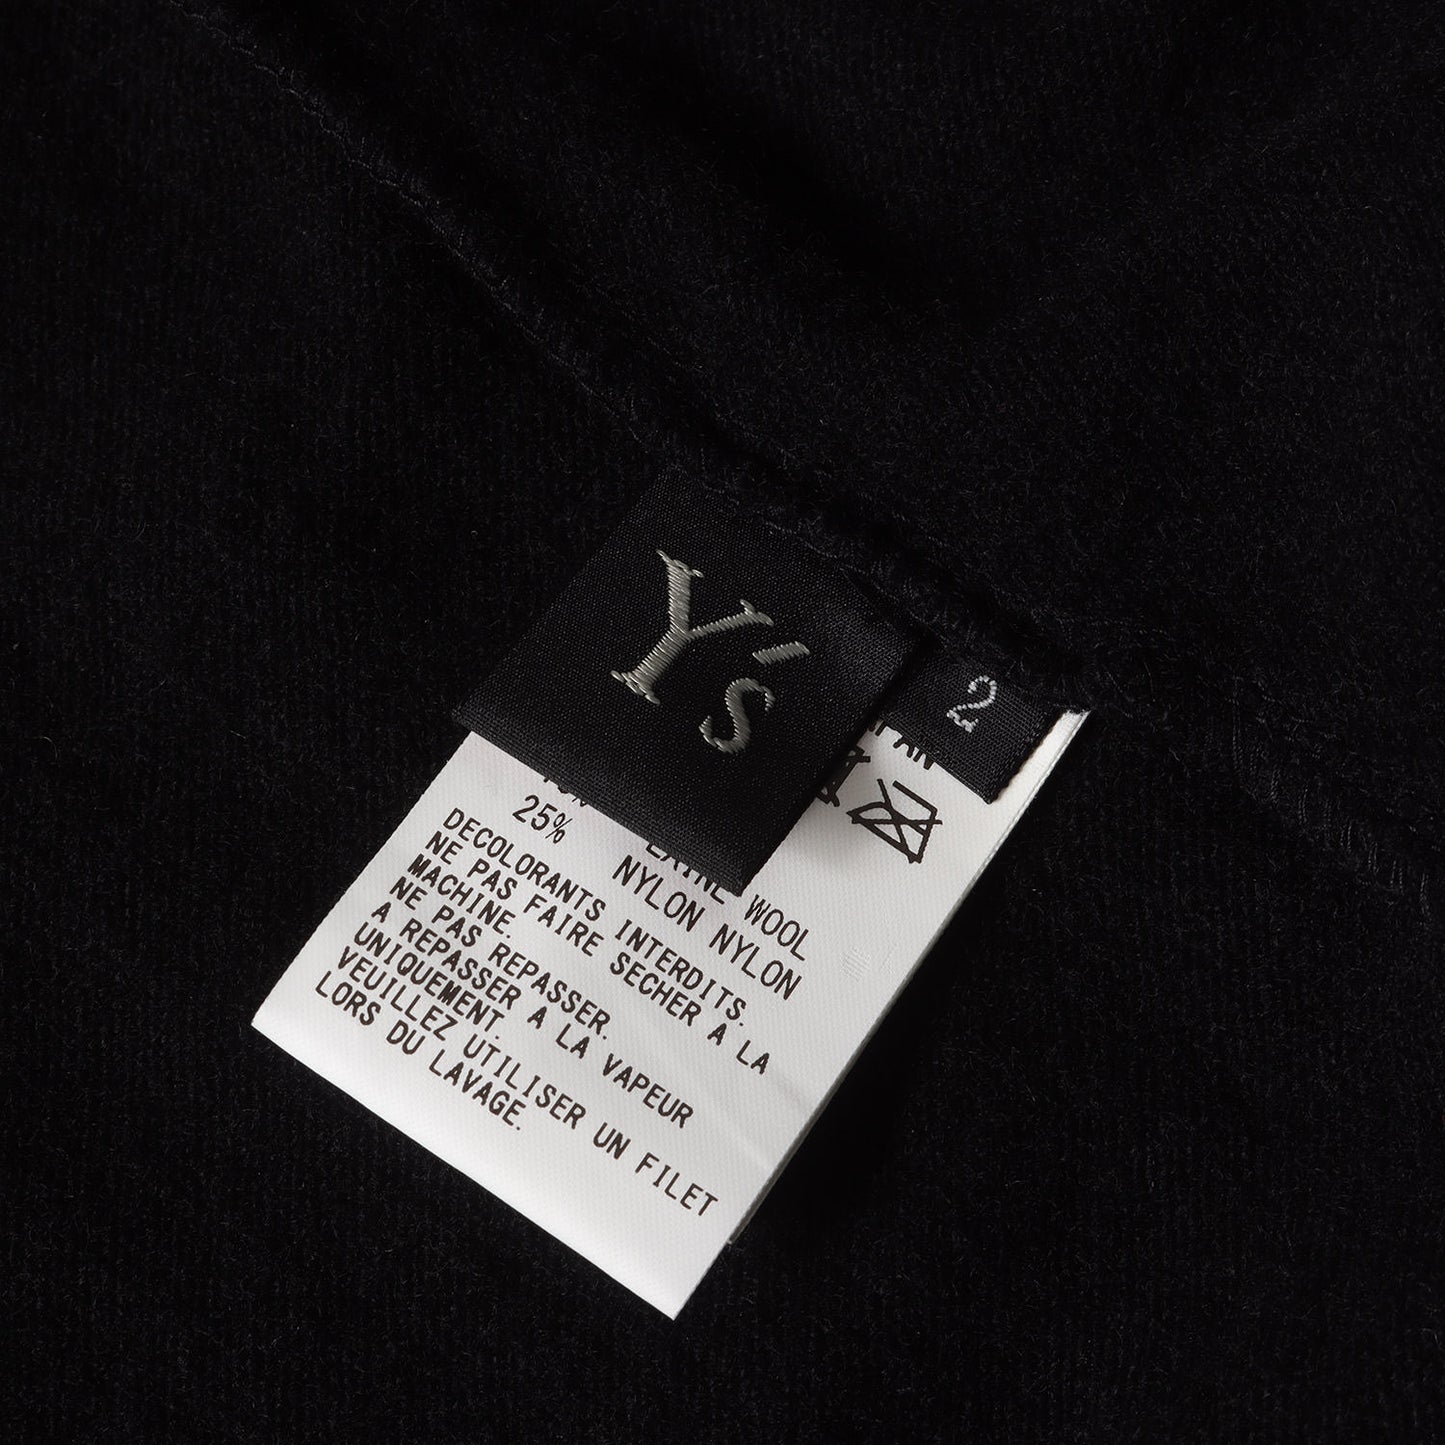 Y's
2
25%
WOOL
NYLON NYLON
DECOLORANTS INTERDITS.
NE PAS FAIRE SECHER A LA
MACHINE.
NE PAS REPASSER.
A REPASSER A LA VAPEUR
UNIQUEMENT.
VEUILLEZ UTILISER UN FILET
LORS DU LAVAGE.